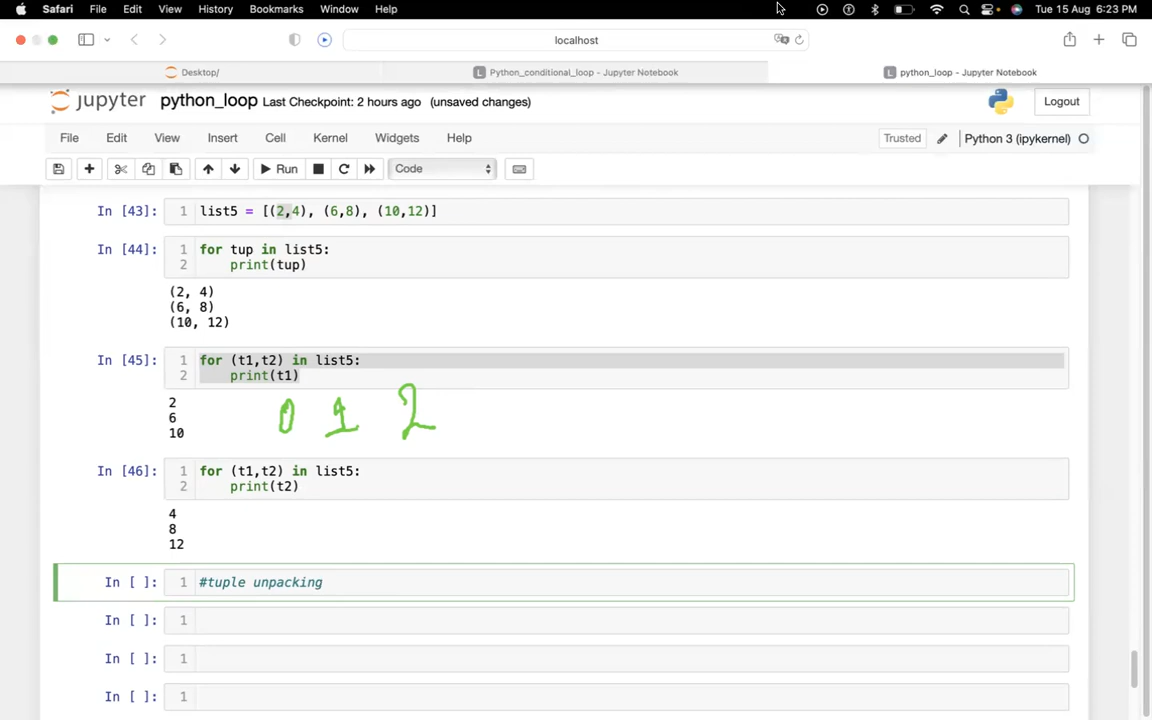 Safari File Edit View History Bookmarks Window Help Tue 15 Aug 6:23 PM
localhost
Desktop/ Python_conditional_loop - Jupyter Notebook python_loop - Jupyter Notebook
jupyter python_loop Last Checkpoint: 2 hours ago (unsaved changes) Logout
File Edit View Insert Cell Kernel Widgets Help Trusted Python 3 (ipykernel)
Run Code
In [43]: 1 list5 = [(2,4), (6,8), (10,12)]
In [44]: 1 for tup in list5:
2 print(tup)
(2, 4)
(6, 8)
(10, 12)
In [45]: 1 for (t1,t2) in list5:
2 print(t1)
2
6
10
0 1 2
In [46]: 1 for (t1,t2) in list5:
2 print(t2)
4
8
12
In [ ]: 1 #tuple unpacking
In [ ]: 1
In [ ]: 1
In [ ]: 1